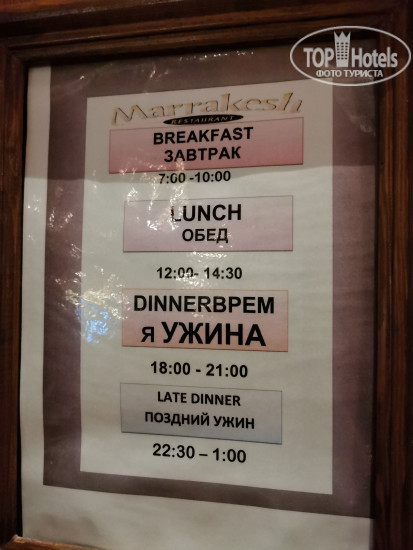 TOP Hotels
ФОТО ТУРИСТА
Marrakesh
RESTAURANT
BREAKFAST
ЗАВТРАК
7:00 -10:00
LUNCH
ОБЕД
12:00- 14:30
DINNERВРЕМ
я УЖИНА
18:00 - 21:00
LATE DINNER
ПОЗДНИЙ УЖИН
22:30 – 1:00